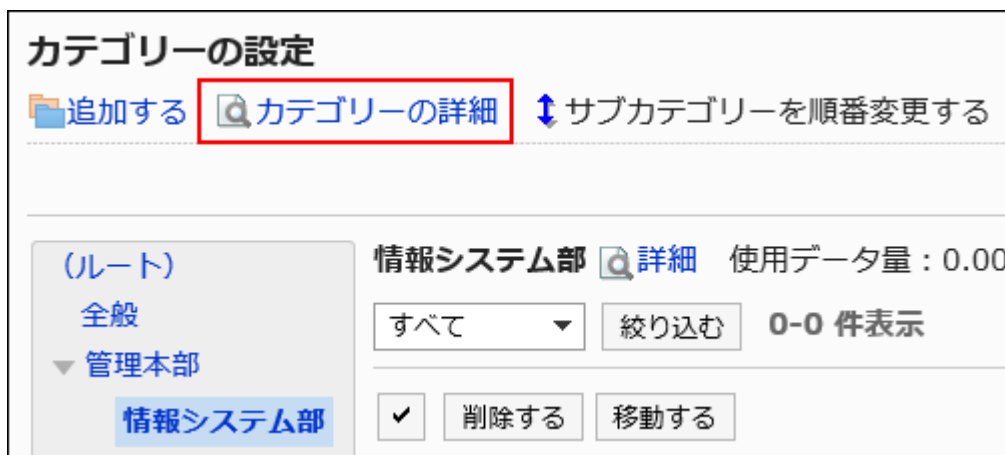 カテゴリーの設定
追加する カテゴリーの詳細 サブカテゴリーを順番変更する
(ルート)
全般
管理本部
情報システム部
情報システム部 詳細 使用データ量 : 0.00
すべて 絞り込む 0-0 件表示
削除する 移動する